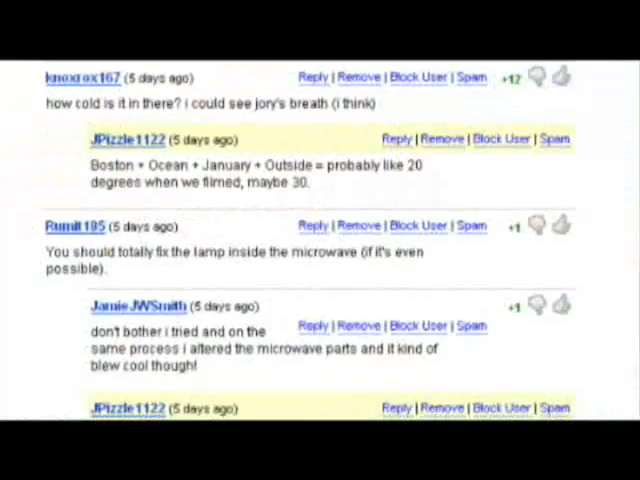 knoxrox167 (5 days ago) Reply | Remove | Block User | Spam +12
how cold is it in there? i could see jory's breath (i think)
JPizzle1122 (5 days ago) Reply | Remove | Block User | Spam
Boston + Ocean + January + Outside = probably like 20
degrees when we filmed, maybe 30.
Rumit185 (5 days ago) Reply | Remove | Block User | Spam +1
You should totally fix the lamp inside the microwave (if it's even
possible).
JamieJWSmith (5 days ago) +1
Reply | Remove | Block User | Spam
don't bother i tried and on the
same process i altered the microwave parts and it kind of
blew cool though!
JPizzle1122 (5 days ago) Reply | Remove | Block User | Spam